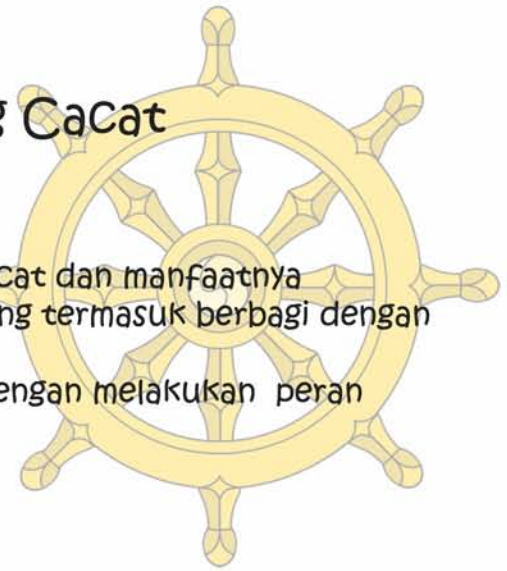 g Cacat
cat dan manfaatnya
ng termasuk berbagi dengan
engan melakukan peran